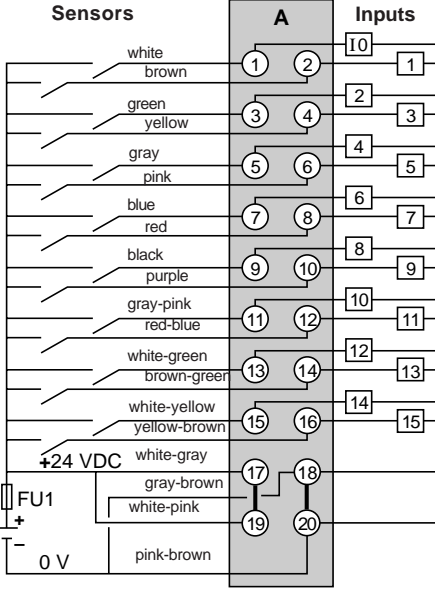 Sensors A Inputs
white I0
1 2 1
brown
green 2
3 4 3
yellow
gray 4
5 6 5
pink
blue 6
7 8 7
red
black 8
9 10 9
purple
gray-pink 10
11 12 11
red-blue
white-green 12
13 14 13
brown-green
white-yellow 14
15 16 15
yellow-brown
+24 VDC white-gray 17 18
gray-brown
FU1 white-pink
+ 19 20
–
0 V pink-brown